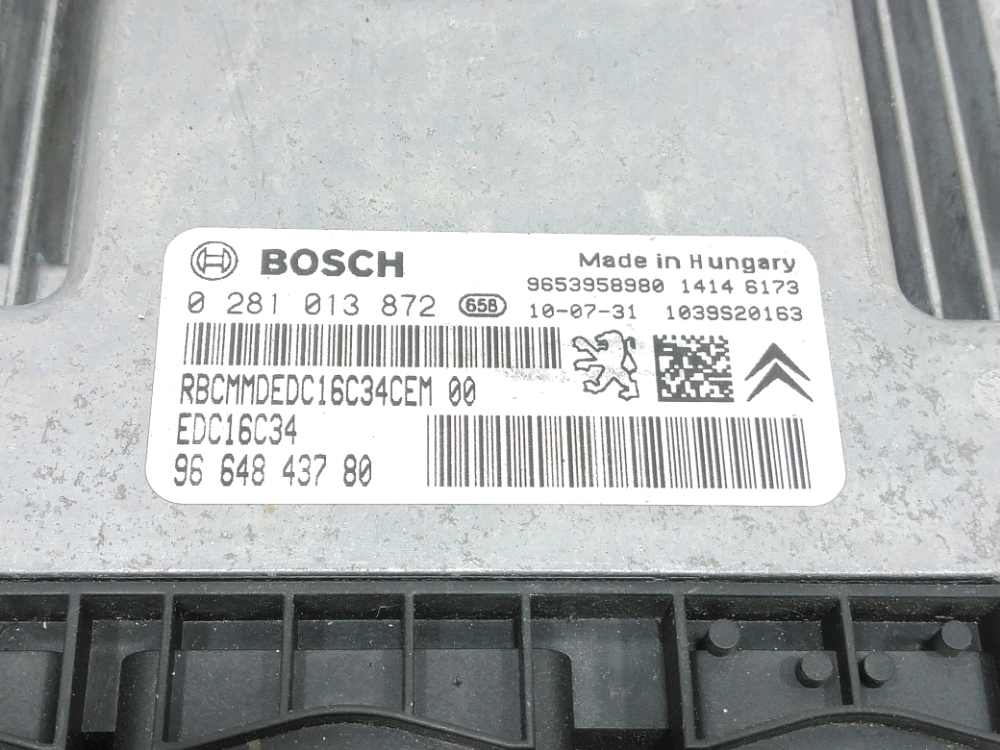 BOSCH
Made in Hungary
9653958980 1414 6173
0 281 013 872 658 10-07-31 1039S20163
RBCMMDEDC16C34CEM 00
EDC16C34
96 648 437 80